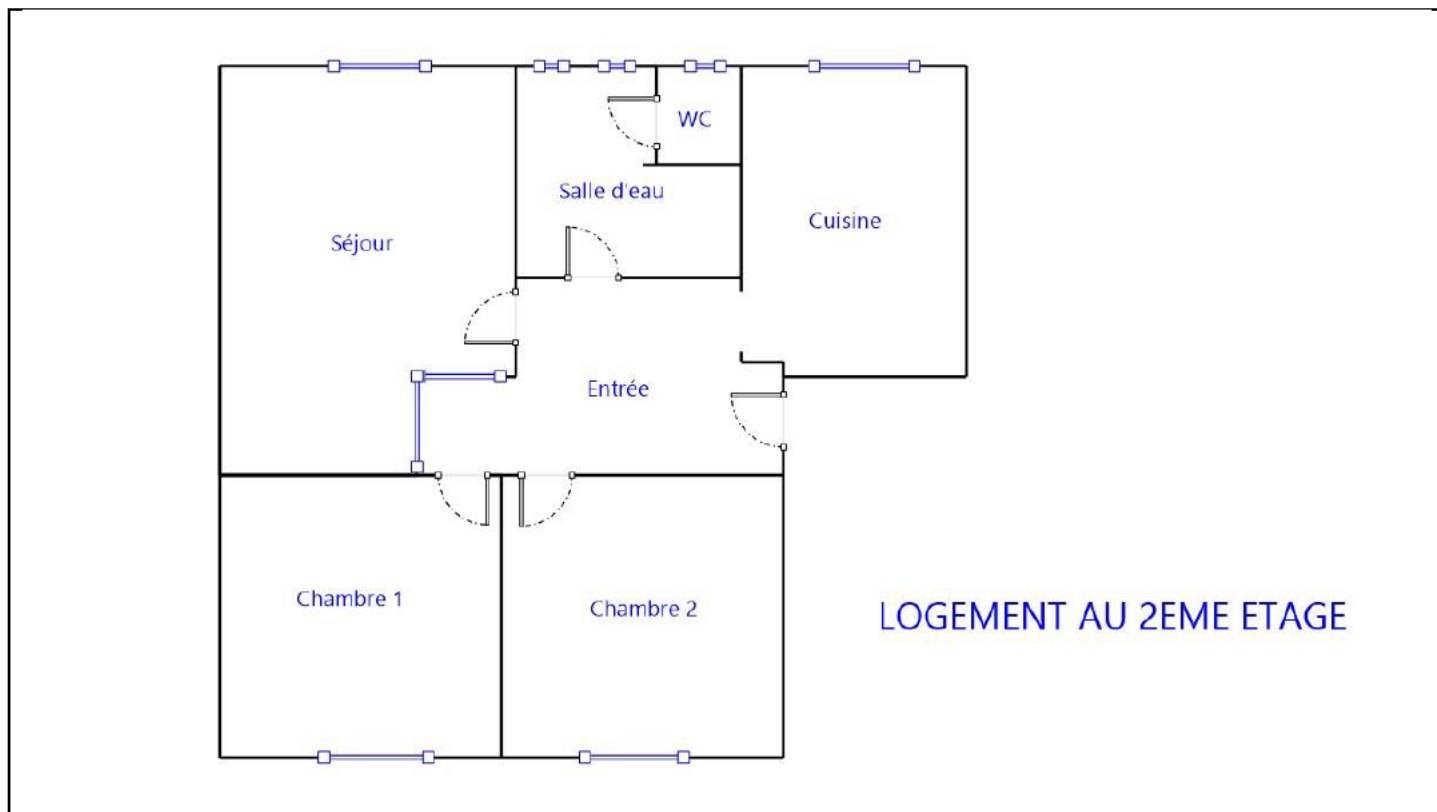 WC
Salle d'eau
Cuisine
Séjour
Entrée
Chambre 1
Chambre 2
LOGEMENT AU 2EME ETAGE